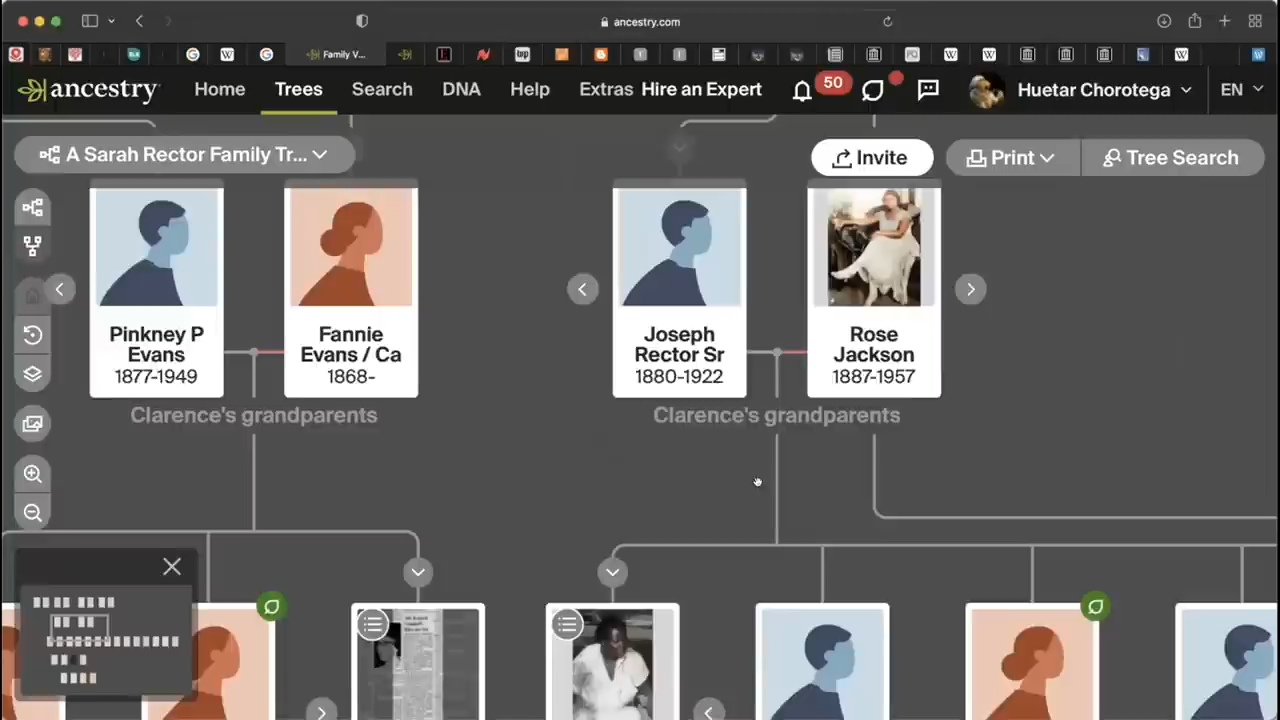 ancestry.com
Family V...
ancestry
Home
Trees
Search
DNA
Help
Extras
Hire an Expert
50
Huetar Chorotega
EN
A Sarah Rector Family Tr...
Invite
Print
Tree Search
Pinkney P
Evans
1877-1949
Fannie
Evans / Ca
1868-
Joseph
Rector Sr
1880-1922
Rose
Jackson
1887-1957
Clarence's grandparents
Clarence's grandparents